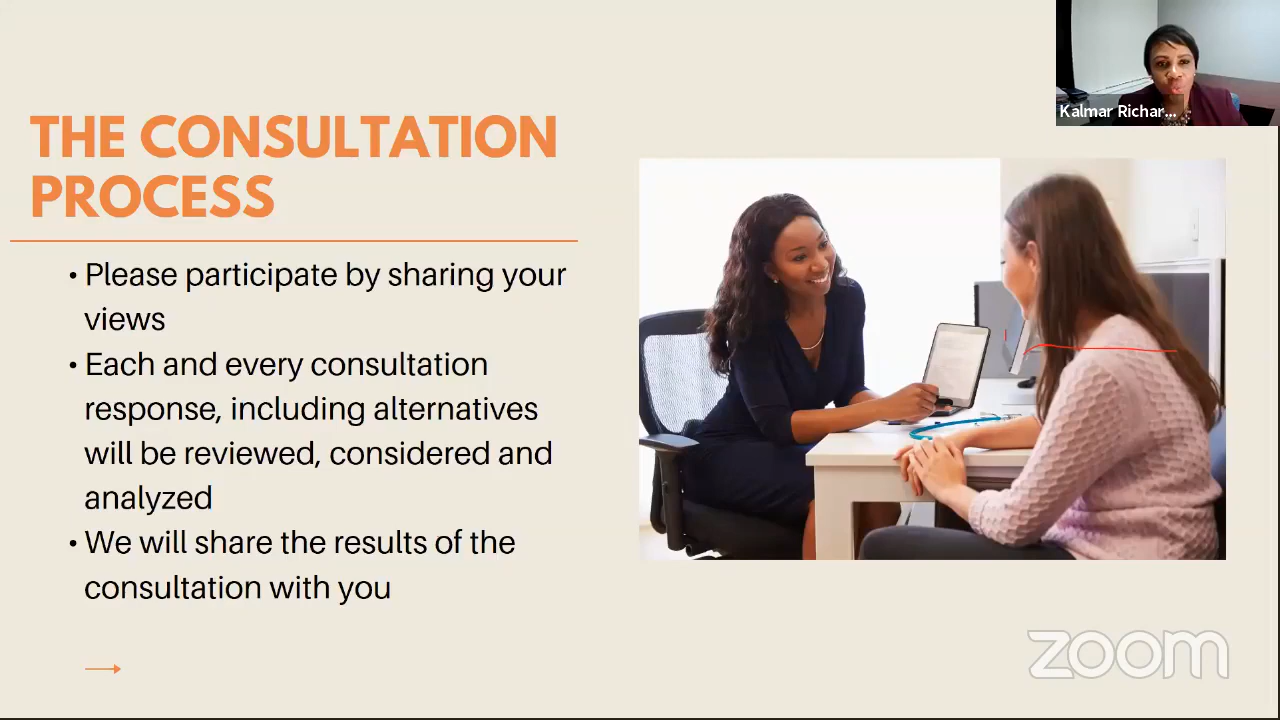 Kalmar Richar...
THE CONSULTATION
PROCESS
• Please participate by sharing your
views
• Each and every consultation
response, including alternatives
will be reviewed, considered and
analyzed
• We will share the results of the
consultation with you
zoom